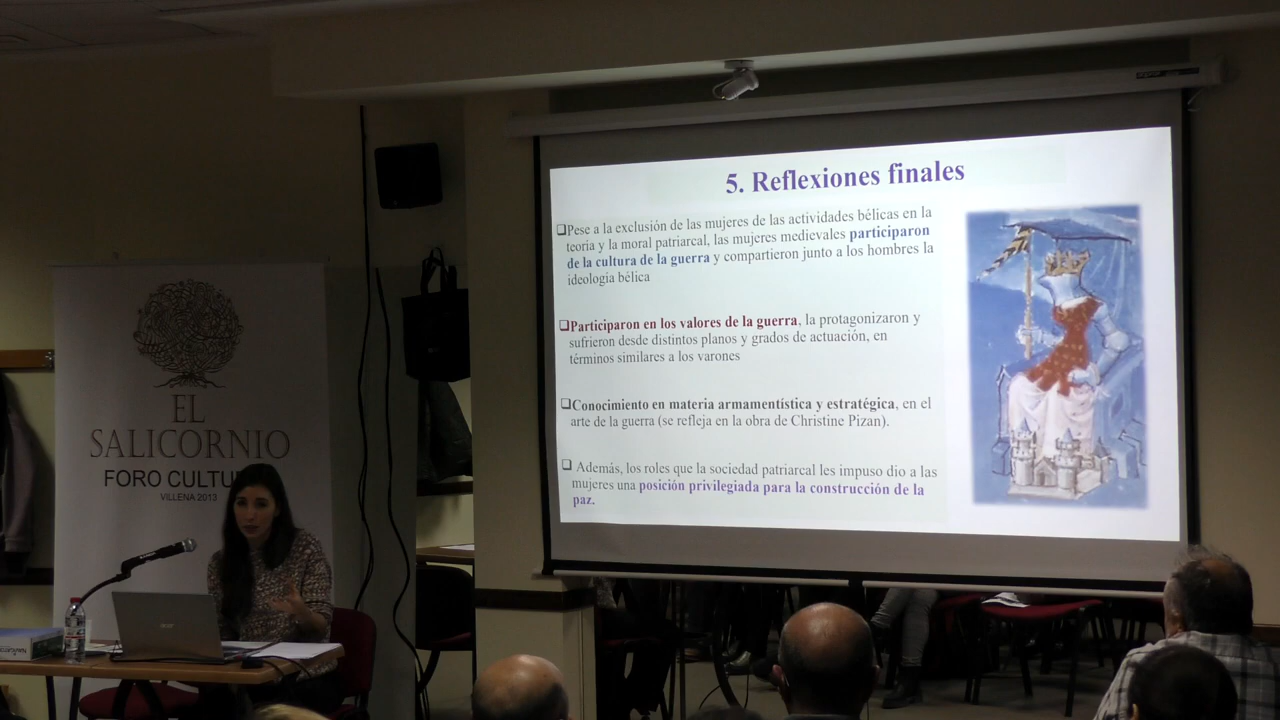 5. Reflexiones finales
❑Pese a la exclusión de las mujeres de las actividades bélicas en la
teoría y la moral patriarcal, las mujeres medievales participaron
de la cultura de la guerra y compartieron junto a los hombres la
ideología bélica
❑Participaron en los valores de la guerra, la protagonizaron y
sufrieron desde distintos planos y grados de actuación, en
términos similares a los varones
❑Conocimiento en materia armamentística y estratégica, en el
arte de la guerra (se refleja en la obra de Christine Pizan).
❑ Además, los roles que la sociedad patriarcal les impuso dio a las
mujeres una posición privilegiada para la construcción de la
paz.
EL
SALICORNIO
FORO CULTU
VILLENA 2013
acer